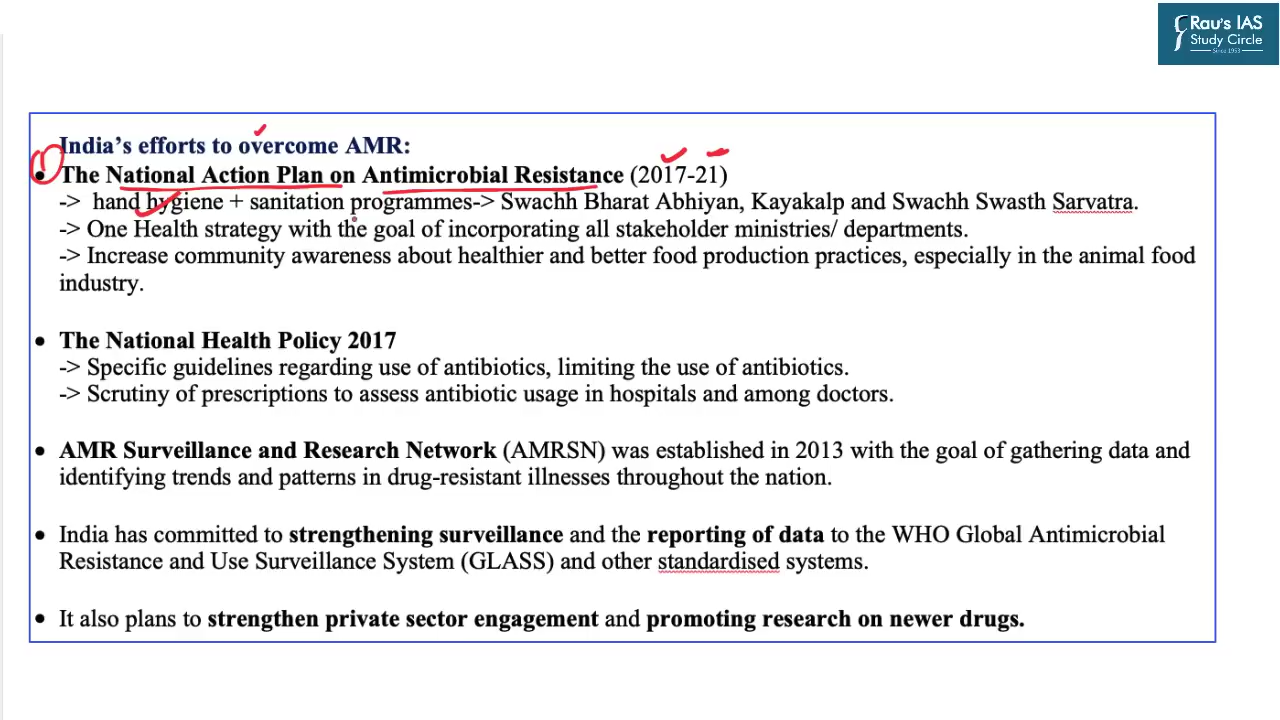 Rau's IAS
Study Circle
Since 1953
India's efforts to overcome AMR:
1
• The National Action Plan on Antimicrobial Resistance (2017-21)
-> hand hygiene + sanitation programmes-> Swachh Bharat Abhiyan, Kayakalp and Swachh Swasth Sarvatra.
-> One Health strategy with the goal of incorporating all stakeholder ministries/ departments.
-> Increase community awareness about healthier and better food production practices, especially in the animal food
industry.
• The National Health Policy 2017
-> Specific guidelines regarding use of antibiotics, limiting the use of antibiotics.
-> Scrutiny of prescriptions to assess antibiotic usage in hospitals and among doctors.
• AMR Surveillance and Research Network (AMRSN) was established in 2013 with the goal of gathering data and
identifying trends and patterns in drug-resistant illnesses throughout the nation.
• India has committed to strengthening surveillance and the reporting of data to the WHO Global Antimicrobial
Resistance and Use Surveillance System (GLASS) and other standardised systems.
• It also plans to strengthen private sector engagement and promoting research on newer drugs.